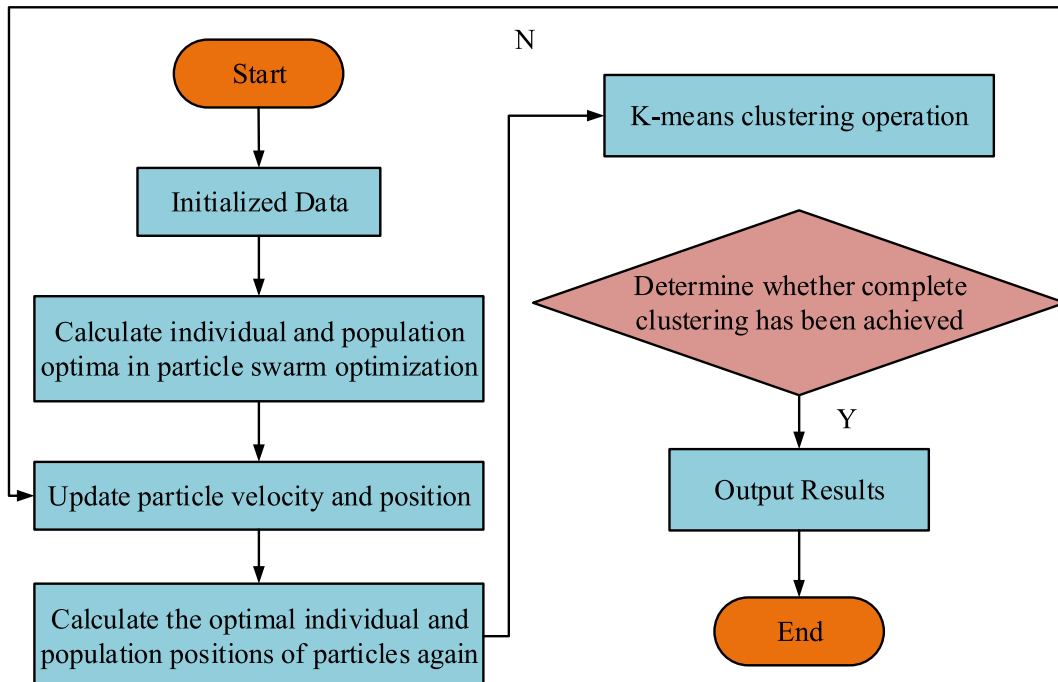 Start
Initialized Data
Calculate individual and population
optima in particle swarm optimization
Update particle velocity and position
Calculate the optimal individual and
population positions of particles again
N
K-means clustering operation
Determine whether complete
clustering has been achieved
Y
Output Results
End